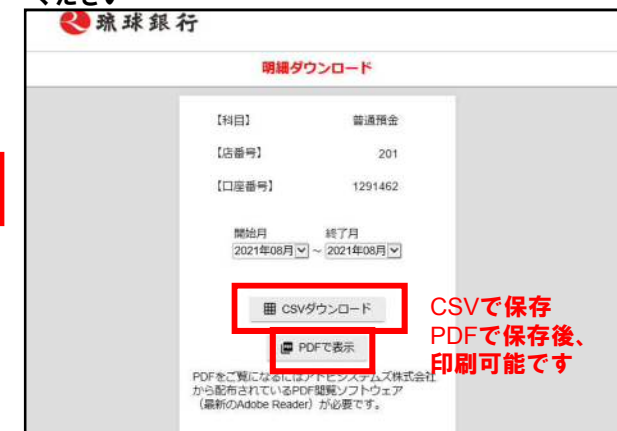 ください
琉球銀行
明細ダウンロード
【科目】 普通預金
【店番号】 201
【口座番号】 1291462
開始月 終了月
2021年08月 ～ 2021年08月
CSVダウンロード
CSVで保存
PDFで保存後、
印刷可能です
PDFで表示
PDFをご覧になるにはアドビシステムズ株式会社
から配布されているPDF閲覧ソフトウェア
（最新のAdobe Reader）が必要です。